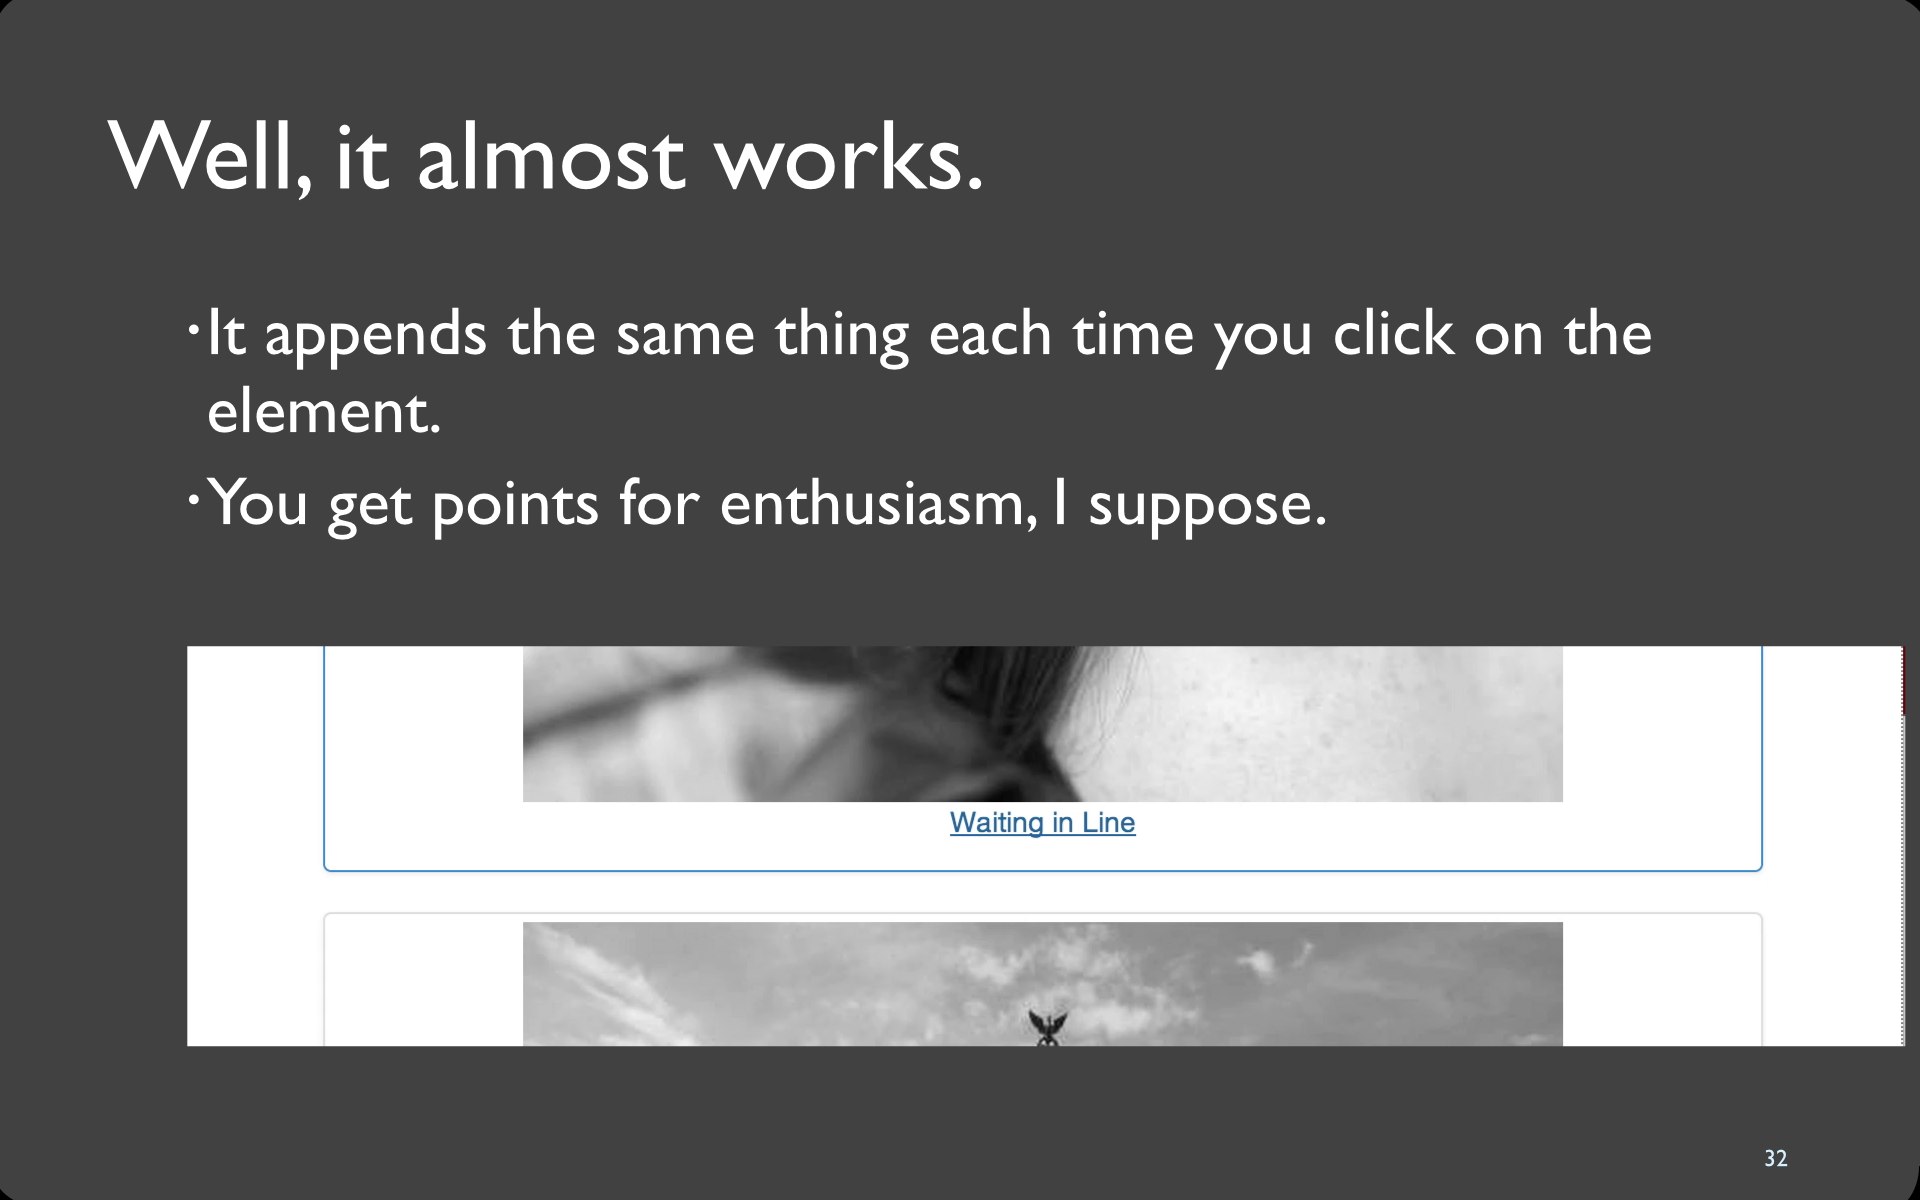 Well, it almost works.
• It appends the same thing each time you click on the
element.
• You get points for enthusiasm, I suppose.
Waiting in Line
32